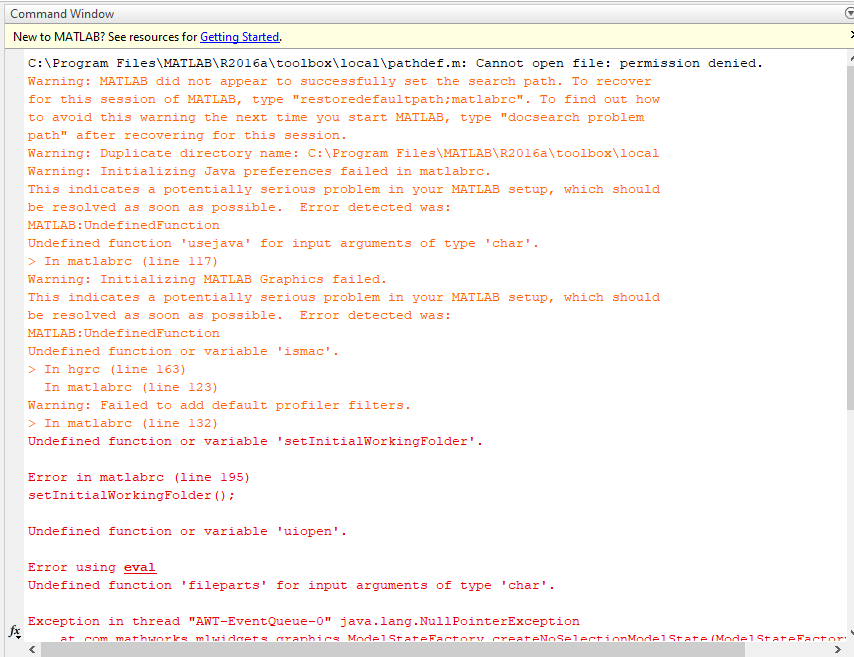 Command Window
New to MATLAB? See resources for Getting Started.
C:\Program Files\MATLAB\R2016a\toolbox\local\pathdef.m: Cannot open file: permission denied.
Warning: MATLAB did not appear to successfully set the search path. To recover
for this session of MATLAB, type "restoredefaultpath;matlabrc". To find out how
to avoid this warning the next time you start MATLAB, type "docsearch problem
path" after recovering for this session.
Warning: Duplicate directory name: C:\Program Files\MATLAB\R2016a\toolbox\local
Warning: Initializing Java preferences failed in matlabrc.
This indicates a potentially serious problem in your MATLAB setup, which should
be resolved as soon as possible.  Error detected was:
MATLAB:UndefinedFunction
Undefined function 'usejava' for input arguments of type 'char'.
> In matlabrc (line 117)
Warning: Initializing MATLAB Graphics failed.
This indicates a potentially serious problem in your MATLAB setup, which should
be resolved as soon as possible.  Error detected was:
MATLAB:UndefinedFunction
Undefined function or variable 'ismac'.
> In hgrc (line 163)
  In matlabrc (line 123)
Warning: Failed to add default profiler filters.
> In matlabrc (line 132)
Undefined function or variable 'setInitialWorkingFolder'.
Error in matlabrc (line 195)
setInitialWorkingFolder();
Undefined function or variable 'uiopen'.
Error using eval
Undefined function 'fileparts' for input arguments of type 'char'.
Exception in thread "AWT-EventQueue-0" java.lang.NullPointerException
fx at com.mathworks.mlwidgets.graphics.ModelStateFactory.createNoSelectionModelState(ModelStateFactory